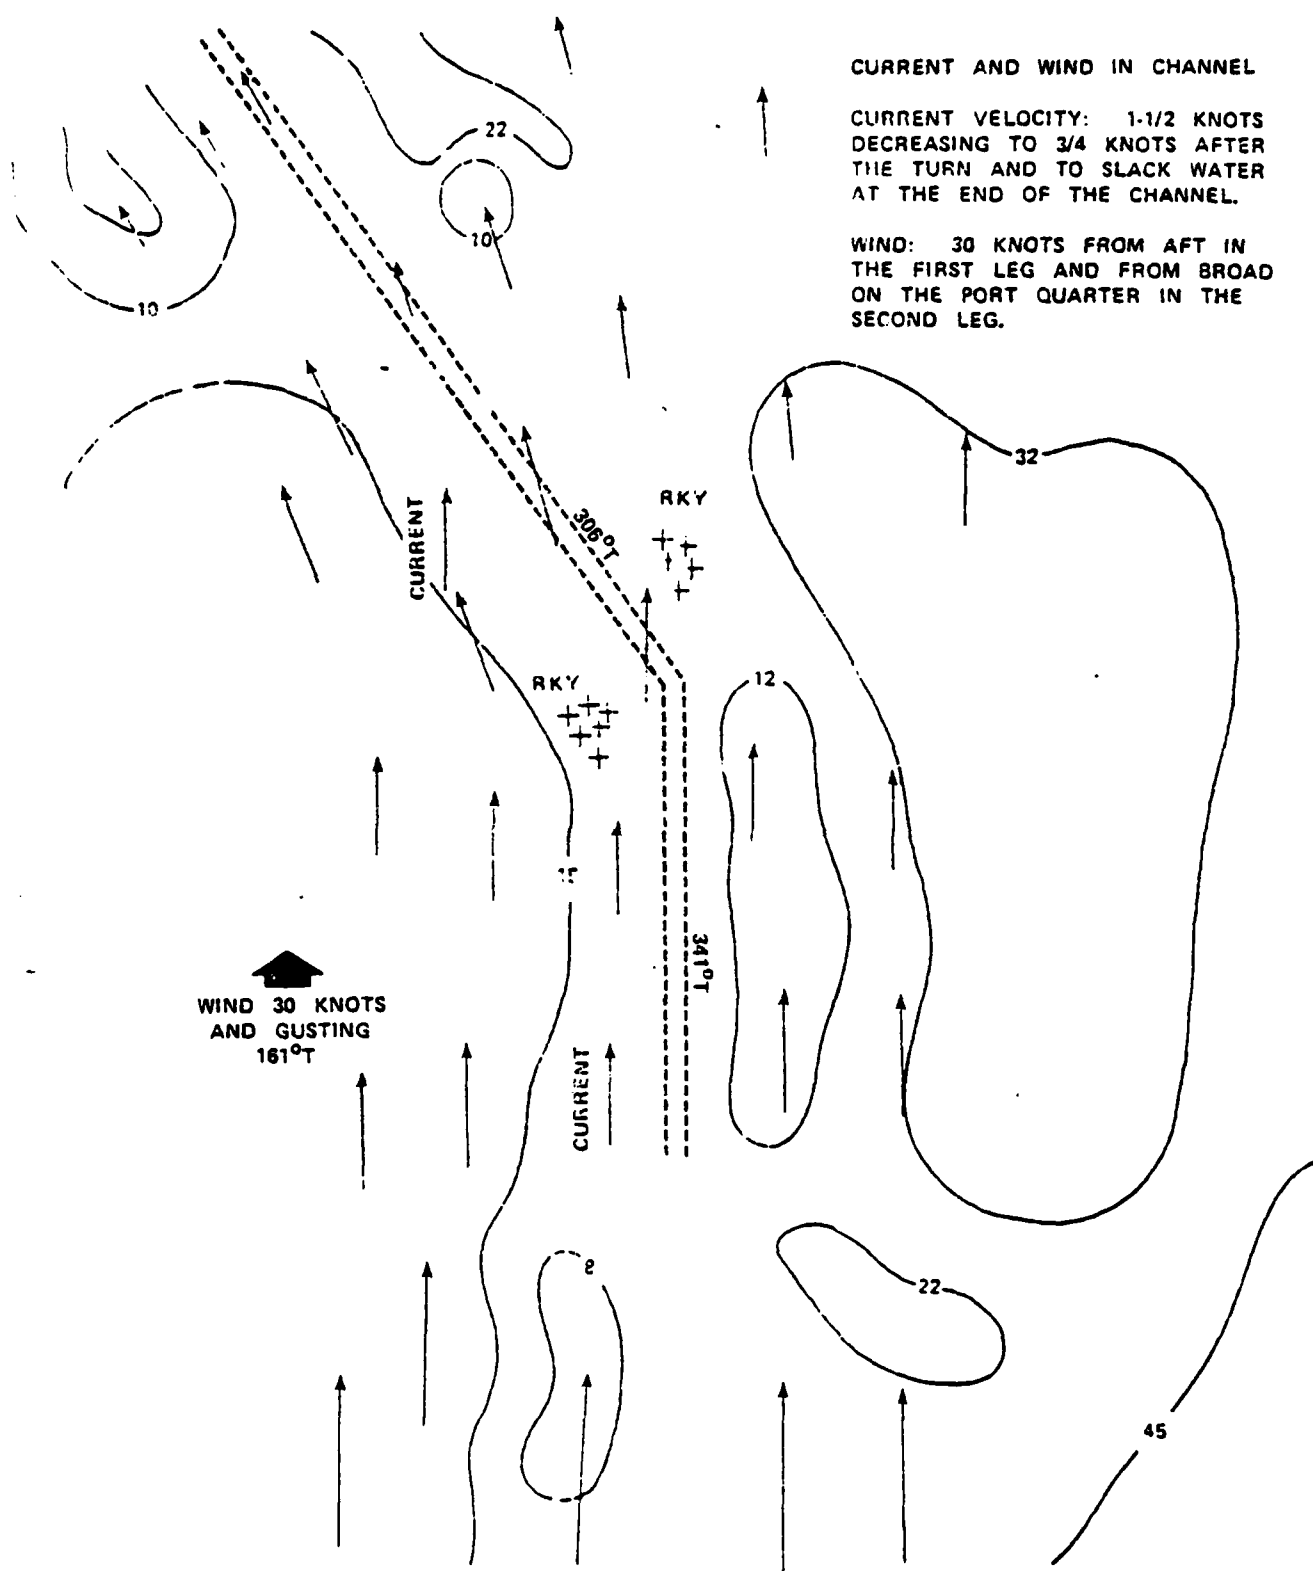 CURRENT AND WIND IN CHANNEL
CURRENT VELOCITY: 1-1/2 KNOTS
DECREASING TO 3/4 KNOTS AFTER
THE TURN AND TO SLACK WATER
AT THE END OF THE CHANNEL.
WIND: 30 KNOTS FROM AFT IN
THE FIRST LEG AND FROM BROAD
ON THE PORT QUARTER IN THE
SECOND LEG.
22
10
10
32
RKY
CURRENT
306°T
RKY
12
341°T
WIND 30 KNOTS
AND GUSTING
161°T
CURRENT
22
45